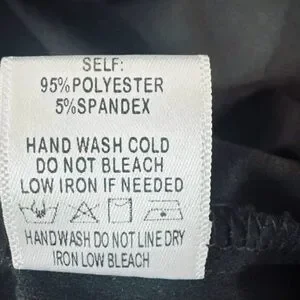 SELF:
95%POLYESTER
5%SPANDEX
HAND WASH COLD
DO NOT BLEACH
LOW IRON IF NEEDED
HANDWASH DO NOT LINE DRY
IRON LOW BLEACH